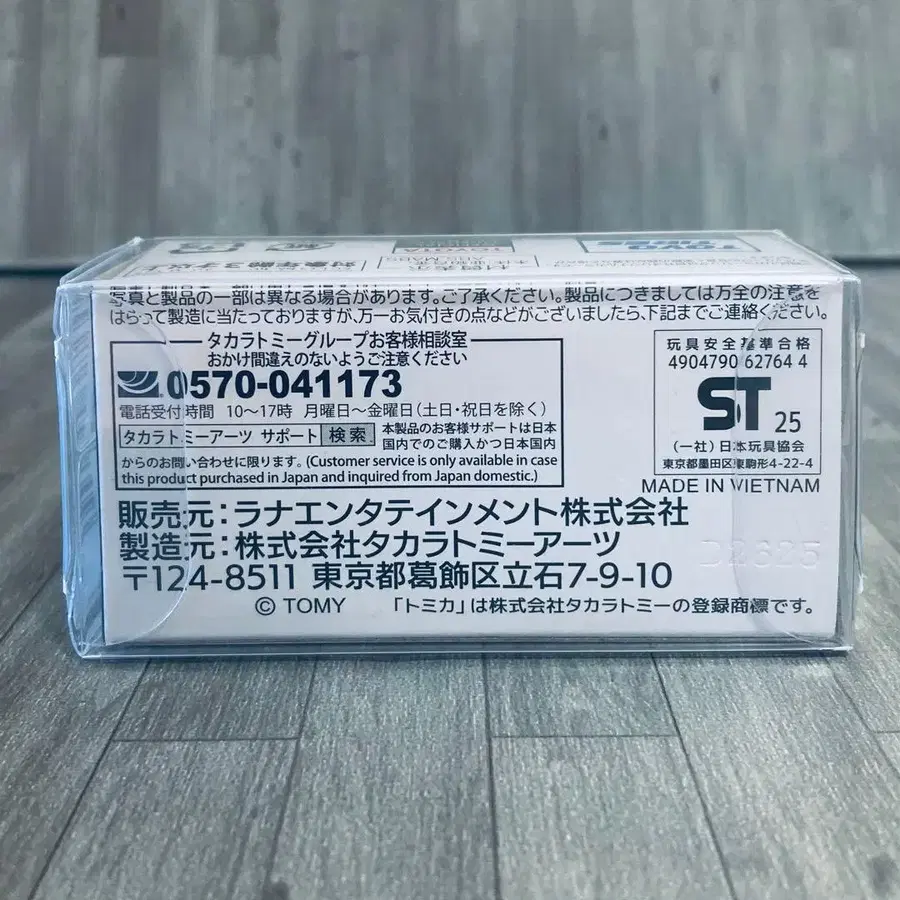 Toyo
Tires
TOYOTA
対象年齢3才以上
材質表示
写真と製品の一部は異なる場合があります。ご了承ください。製品につきましては万全の注意を
はらって製造に当たっておりますが、万一お気付きの点などがございましたら、下記までご連絡ください。
タカラトミーグループお客様相談室
おかけ間違えのないようご注意ください
0570-041173
電話受付時間 10〜17時 月曜日〜金曜日(土日・祝日を除く)
タカラトミーアーツ サポート 検索 本製品のお客様サポートは日本
国内でのご購入かつ日本国内
からのお問い合わせに限ります。(Customer service is only available in case
this product purchased in Japan and inquired from Japan domestic.)
玩具安全基準合格
4904790 62764 4
ST 25
(一社)日本玩具協会
東京都墨田区東駒形4-22-4
MADE IN VIETNAM
販売元:ラナエンタテインメント株式会社
製造元:株式会社タカラトミーアーツ
〒124-8511 東京都葛飾区立石7-9-10
© TOMY 「トミカ」は株式会社タカラトミーの登録商標です。